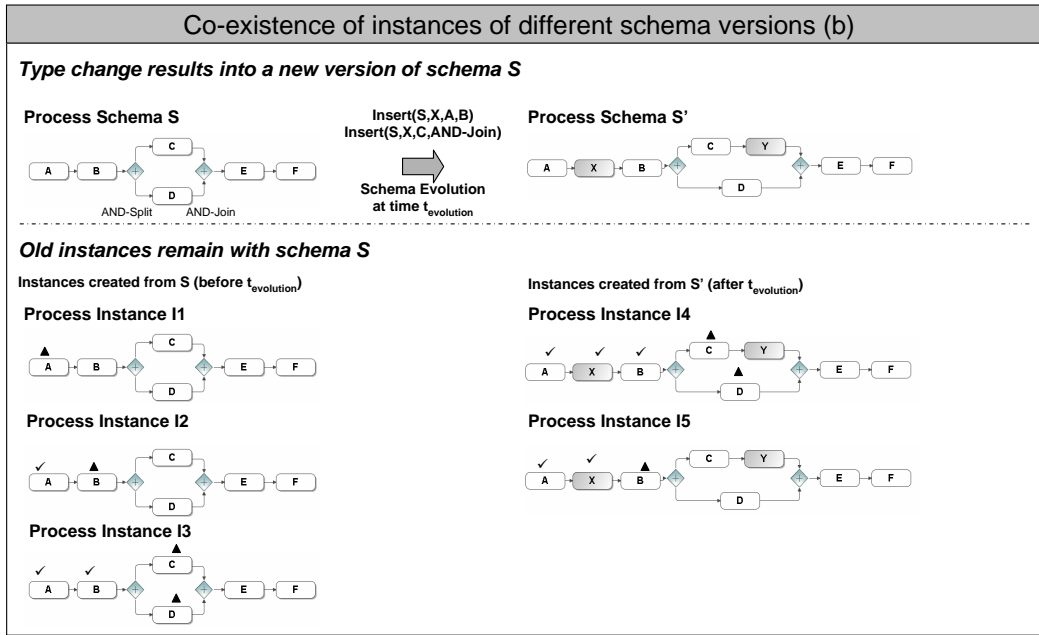 Co-existence of instances of different schema versions (b)
Type change results into a new version of schema S
Process Schema S
Insert(S,X,A,B)
Insert(S,X,C,AND-Join)
Schema Evolution
at time tevolution
Process Schema S’
A B C D E F
AND-Split AND-Join
A X B C Y D E F
Old instances remain with schema S
Instances created from S (before tevolution)
Instances created from S’ (after tevolution)
Process Instance I1
A B C D E F
Process Instance I4
✓ ✓ ✓
A X B C Y D E F
Process Instance I2
✓
A B C D E F
Process Instance I5
✓ ✓
A X B C Y D E F
Process Instance I3
✓ ✓
A B C D E F